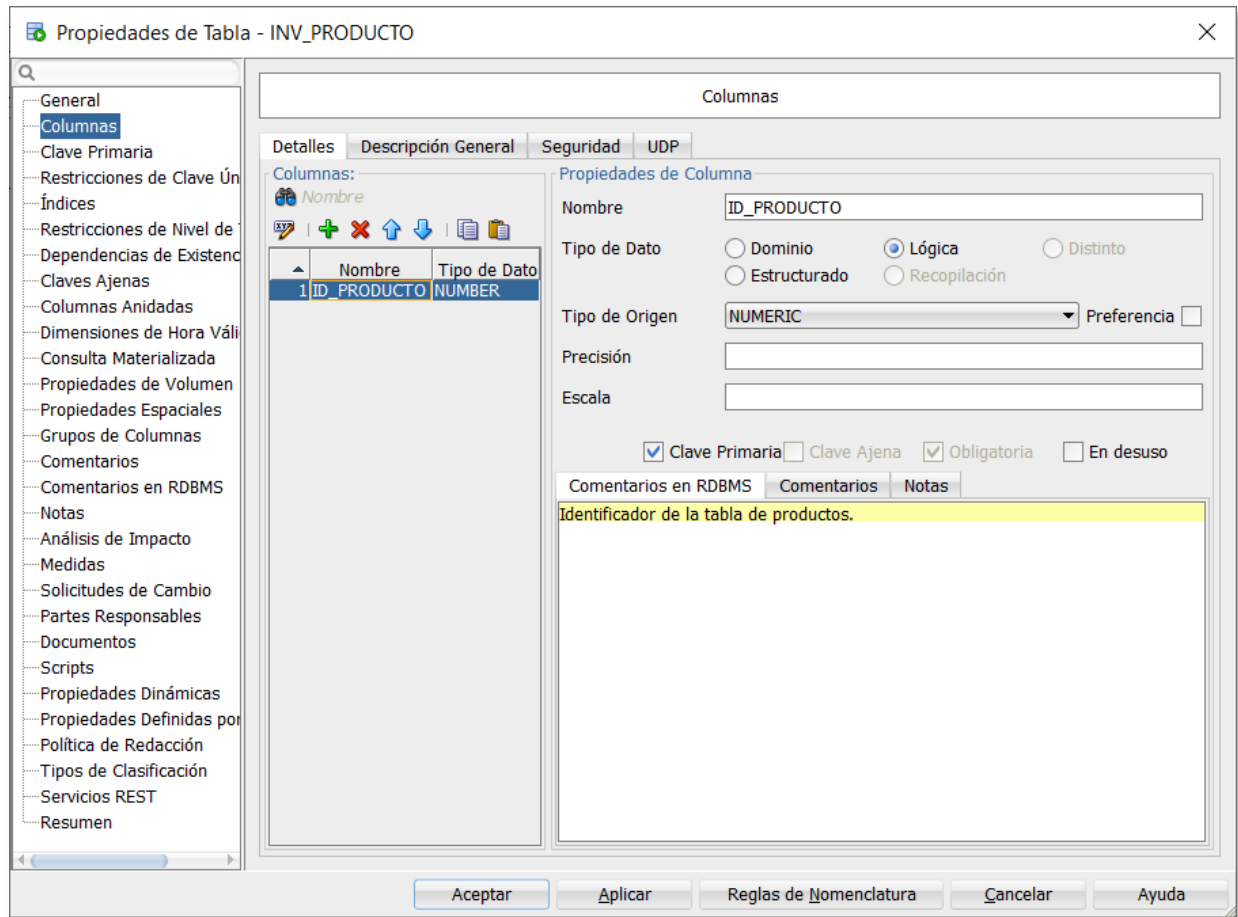 Propiedades de Tabla - INV_PRODUCTO
General
Columnas
Clave Primaria
Restricciones de Clave Ún
Índices
Restricciones de Nivel de
Dependencias de Existenc
Claves Ajenas
Columnas Anidadas
Dimensiones de Hora Váli
Consulta Materializada
Propiedades de Volumen
Propiedades Espaciales
Grupos de Columnas
Comentarios
Comentarios en RDBMS
Notas
Análisis de Impacto
Medidas
Solicitudes de Cambio
Partes Responsables
Documentos
Scripts
Propiedades Dinámicas
Propiedades Definidas por
Política de Redacción
Tipos de Clasificación
Servicios REST
Resumen
Columnas
Detalles Descripción General Seguridad UDP
Columnas:
Nombre
Nombre Tipo de Dato
1 ID_PRODUCTO NUMBER
Propiedades de Columna
Nombre ID_PRODUCTO
Tipo de Dato Dominio Lógica Distinto
Estructurado Recopilación
Tipo de Origen NUMERIC Preferencia
Precisión
Escala
Clave Primaria Clave Ajena Obligatoria En desuso
Comentarios en RDBMS Comentarios Notas
Identificador de la tabla de productos.
Aceptar Aplicar Reglas de Nomenclatura Cancelar Ayuda